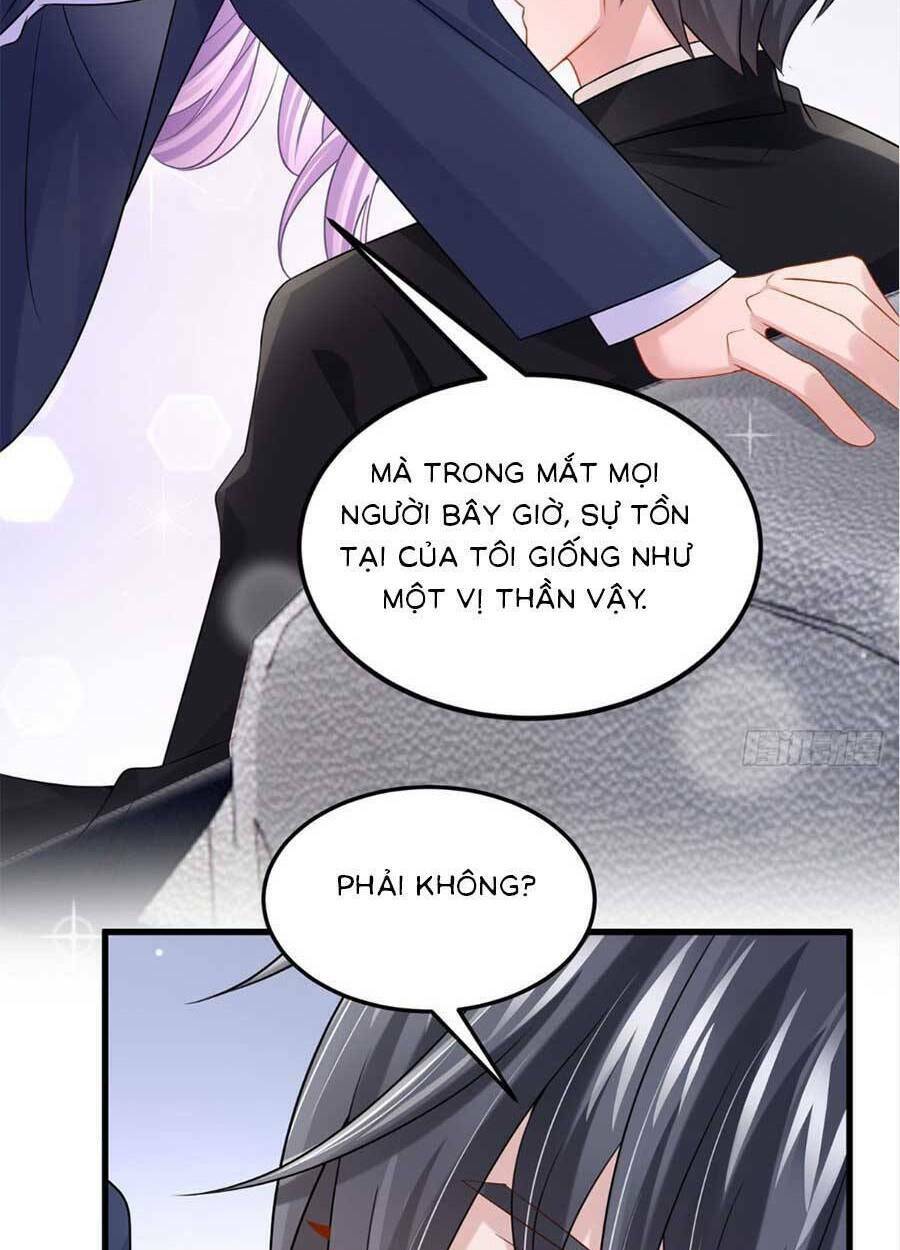 MÀ TRONG MẮT MỌI
NGƯỜI BÂY GIỜ, SỰ TỒN
TẠI CỦA TÔI GIỐNG NHƯ
MỘT VỊ THẦN VẬY.
PHẢI KHÔNG?